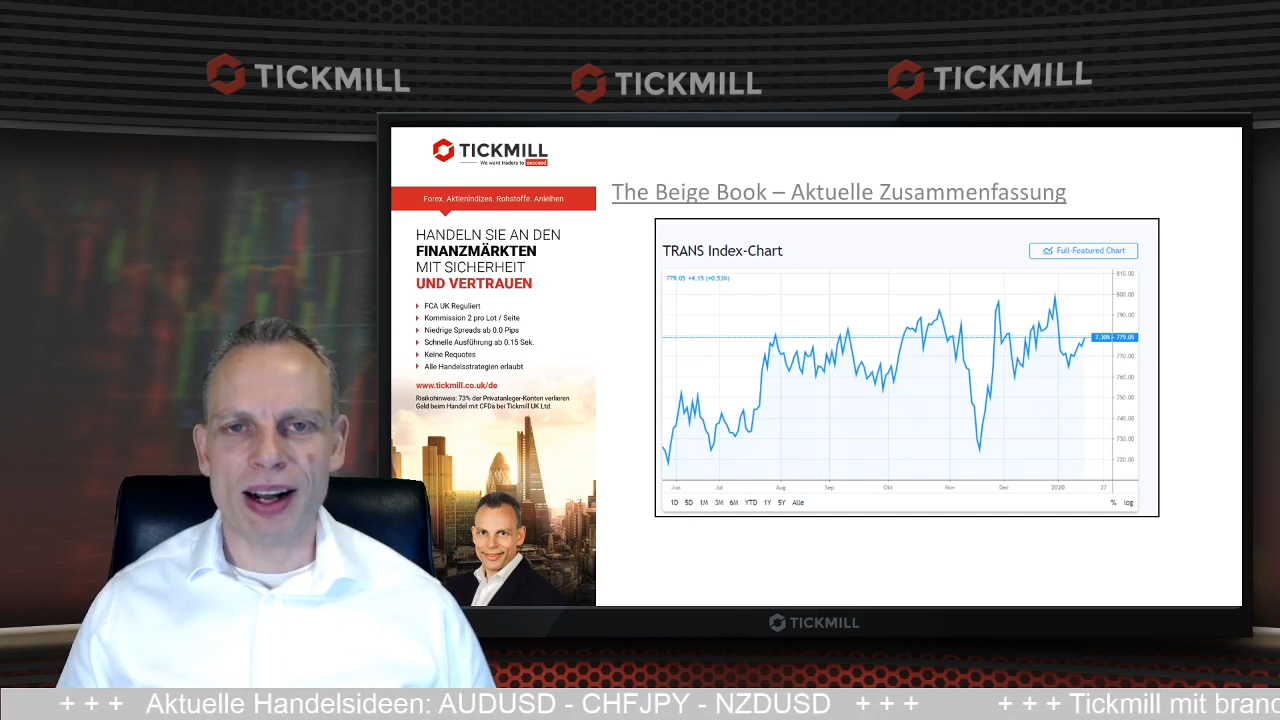 TICKMILL
TICKMILL
TICKMILL
TICKMILL
We want traders to succeed
Forex. Aktienindizes. Rohstoffe. Anleihen
HANDELN SIE AN DEN
FINANZMÄRKTEN
MIT SICHERHEIT
UND VERTRAUEN
FCA UK Reguliert
Kommission 2 pro Lot / Seite
Niedrige Spreads ab 0.0 Pips
Schnelle Ausführung ab 0.15 Sek.
Keine Requotes
Alle Handelsstrategien erlaubt
www.tickmill.co.uk/de
Risikohinweis: 73% der Privatanleger-Konten verlieren
Geld beim Handel mit CFDs bei Tickmill UK Ltd.
The Beige Book – Aktuelle Zusammenfassung
TRANS Index-Chart
Full-Featured Chart
779.05 +4.15 (+0.53%)
810.00
800.00
790.00
7.30% 779.05
770.00
760.00
750.00
740.00
730.00
720.00
Jun Jul Aug Sep Okt Nov Dez 2020 27
1D 5D 1M 3M 6M YTD 1Y 5Y Alle % log
TICKMILL
+ + + Aktuelle Handelsideen: AUDUSD - CHFJPY - NZDUSD + + + + + + Tickmill mit brand